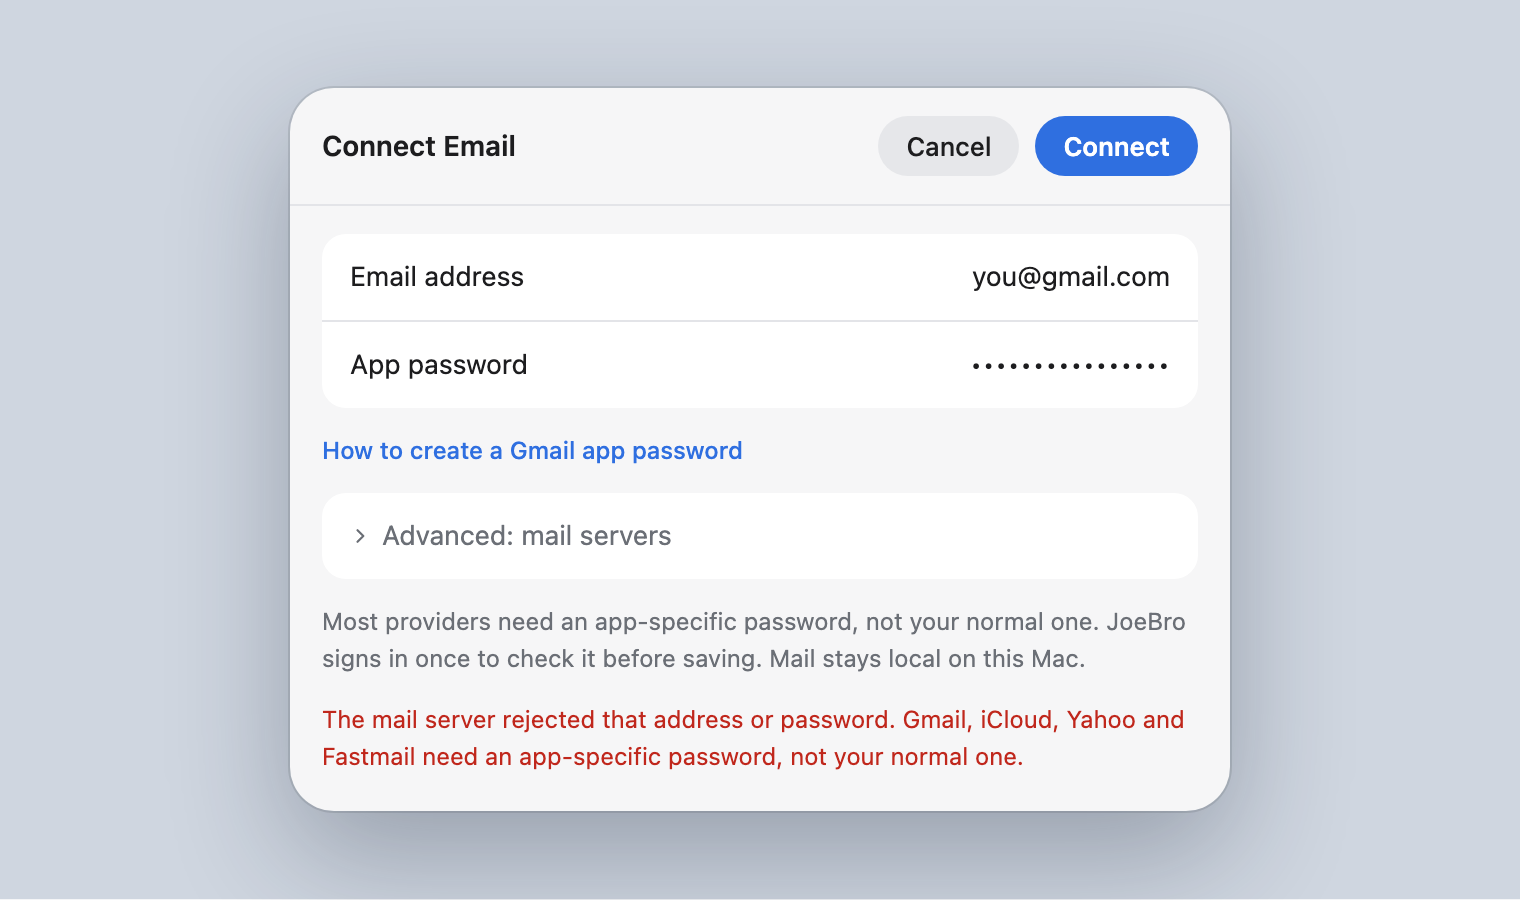 Connect Email
Cancel
Connect
Email address
you@gmail.com
App password
••••••••••••••••
How to create a Gmail app password
Advanced: mail servers
Most providers need an app-specific password, not your normal one. JoeBro
signs in once to check it before saving. Mail stays local on this Mac.
The mail server rejected that address or password. Gmail, iCloud, Yahoo and
Fastmail need an app-specific password, not your normal one.